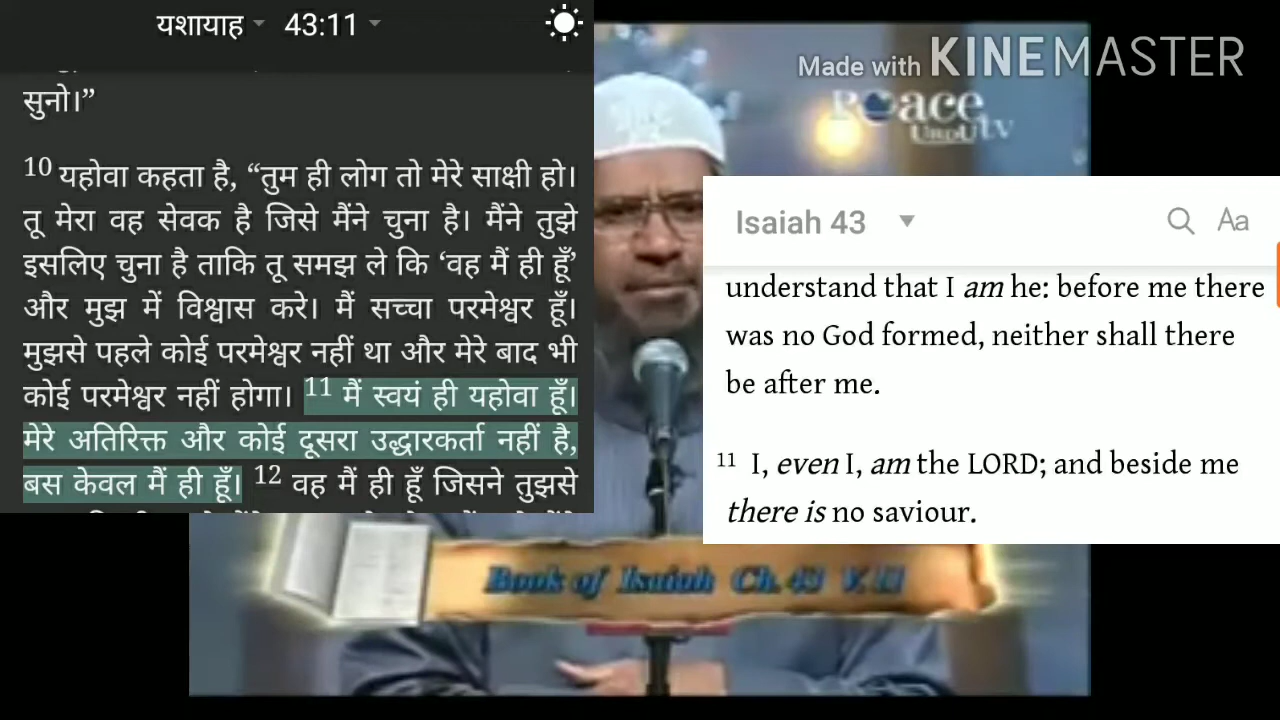 यशायाह 43:11
सुनो।”
10 यहोवा कहता है, “तुम ही लोग तो मेरे साक्षी हो।
तू मेरा वह सेवक है जिसे मैंने चुना है। मैंने तुझे
इसलिए चुना है ताकि तू समझ ले कि ‘वह मैं ही हूँ’
और मुझ में विश्वास करे। मैं सच्चा परमेश्वर हूँ।
मुझसे पहले कोई परमेश्वर नहीं था और मेरे बाद भी
कोई परमेश्वर नहीं होगा। 11 मैं स्वयं ही यहोवा हूँ।
मेरे अतिरिक्त और कोई दूसरा उद्धारकर्ता नहीं है,
बस केवल मैं ही हूँ। 12 वह मैं ही हूँ जिसने तुझसे
Made with KINEMASTER
Peace
URDU tv
Isaiah 43 Aa
understand that I am he: before me there
was no God formed, neither shall there
be after me.
11 I, even I, am the LORD; and beside me
there is no saviour.
Book of Isaiah Ch. 43 V. 11